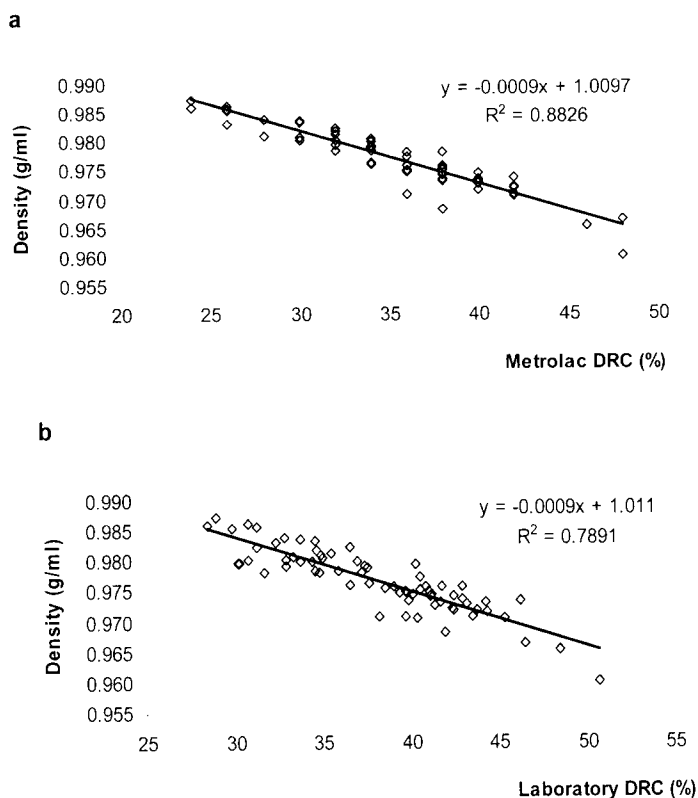 a
y = -0.0009x + 1.0097
R² = 0.8826
0.990
0.985
0.980
0.975
0.970
0.965
0.960
0.955
Density (g/ml)
20 25 30 35 40 45 50
Metrolac DRC (%)
b
y = -0.0009x + 1.011
R² = 0.7891
0.990
0.985
0.980
0.975
0.970
0.965
0.960
0.955
Density (g/ml)
25 30 35 40 45 50 55
Laboratory DRC (%)